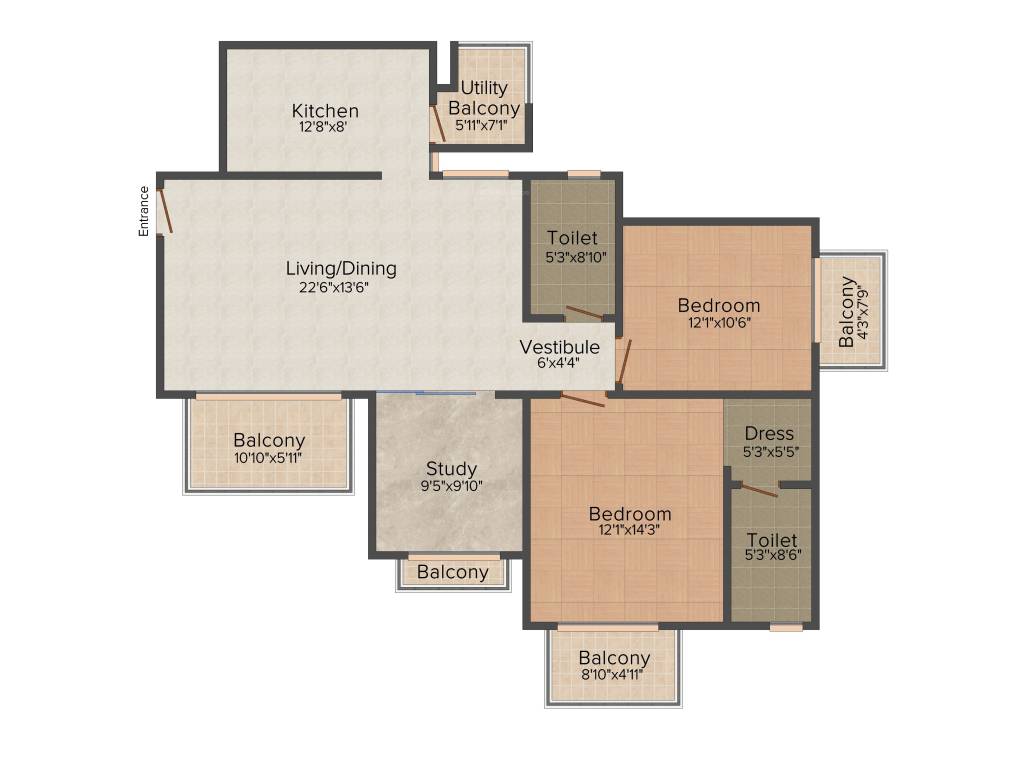 Kitchen
12'8"x8'
Utility
Balcony
5'11"x7'1"
Entrance
Living/Dining
22'6"x13'6"
Toilet
5'3"x8'10"
Bedroom
12'1"x10'6"
Balcony
4'3"x7'9"
Vestibule
6'x4'4"
Balcony
10'10"x5'11"
Study
9'5"x9'10"
Balcony
Bedroom
12'1"x14'3"
Dress
5'3"x5'5"
Toilet
5'3"x8'6"
Balcony
8'10"x4'11"